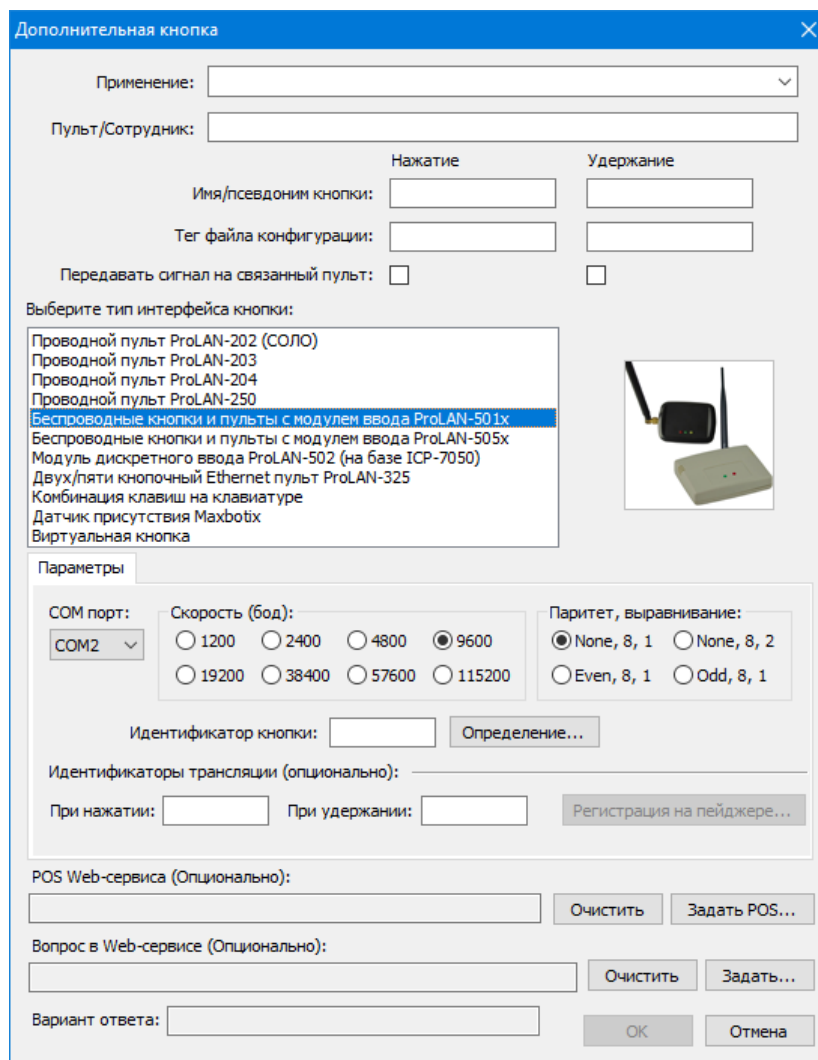 Дополнительная кнопка
Применение:
Пульт/Сотрудник:
Нажатие Удержание
Имя/псевдоним кнопки:
Тег файла конфигурации:
Передавать сигнал на связанный пульт:
Выберите тип интерфейса кнопки:
Проводной пульт ProLAN-202 (СОЛО)
Проводной пульт ProLAN-203
Проводной пульт ProLAN-204
Проводной пульт ProLAN-250
Беспроводные кнопки и пульты с модулем ввода ProLAN-501x
Беспроводные кнопки и пульты с модулем ввода ProLAN-505x
Модуль дискретного ввода ProLAN-502 (на базе ICP-7050)
Двух/пяти кнопочный Ethernet пульт ProLAN-325
Комбинация клавиш на клавиатуре
Датчик присутствия Maxbotix
Виртуальная кнопка
Параметры
COM порт: Скорость (бод): Паритет, выравнивание:
COM2 1200 2400 4800 9600 None, 8, 1 None, 8, 2
19200 38400 57600 115200 Even, 8, 1 Odd, 8, 1
Идентификатор кнопки: Определение...
Идентификаторы трансляции (опционально):
При нажатии: При удержании: Регистрация на пейджере...
POS Web-сервиса (Опционально):
Очистить Задать POS...
Вопрос в Web-сервисе (Опционально):
Очистить Задать...
Вариант ответа: OK Отмена